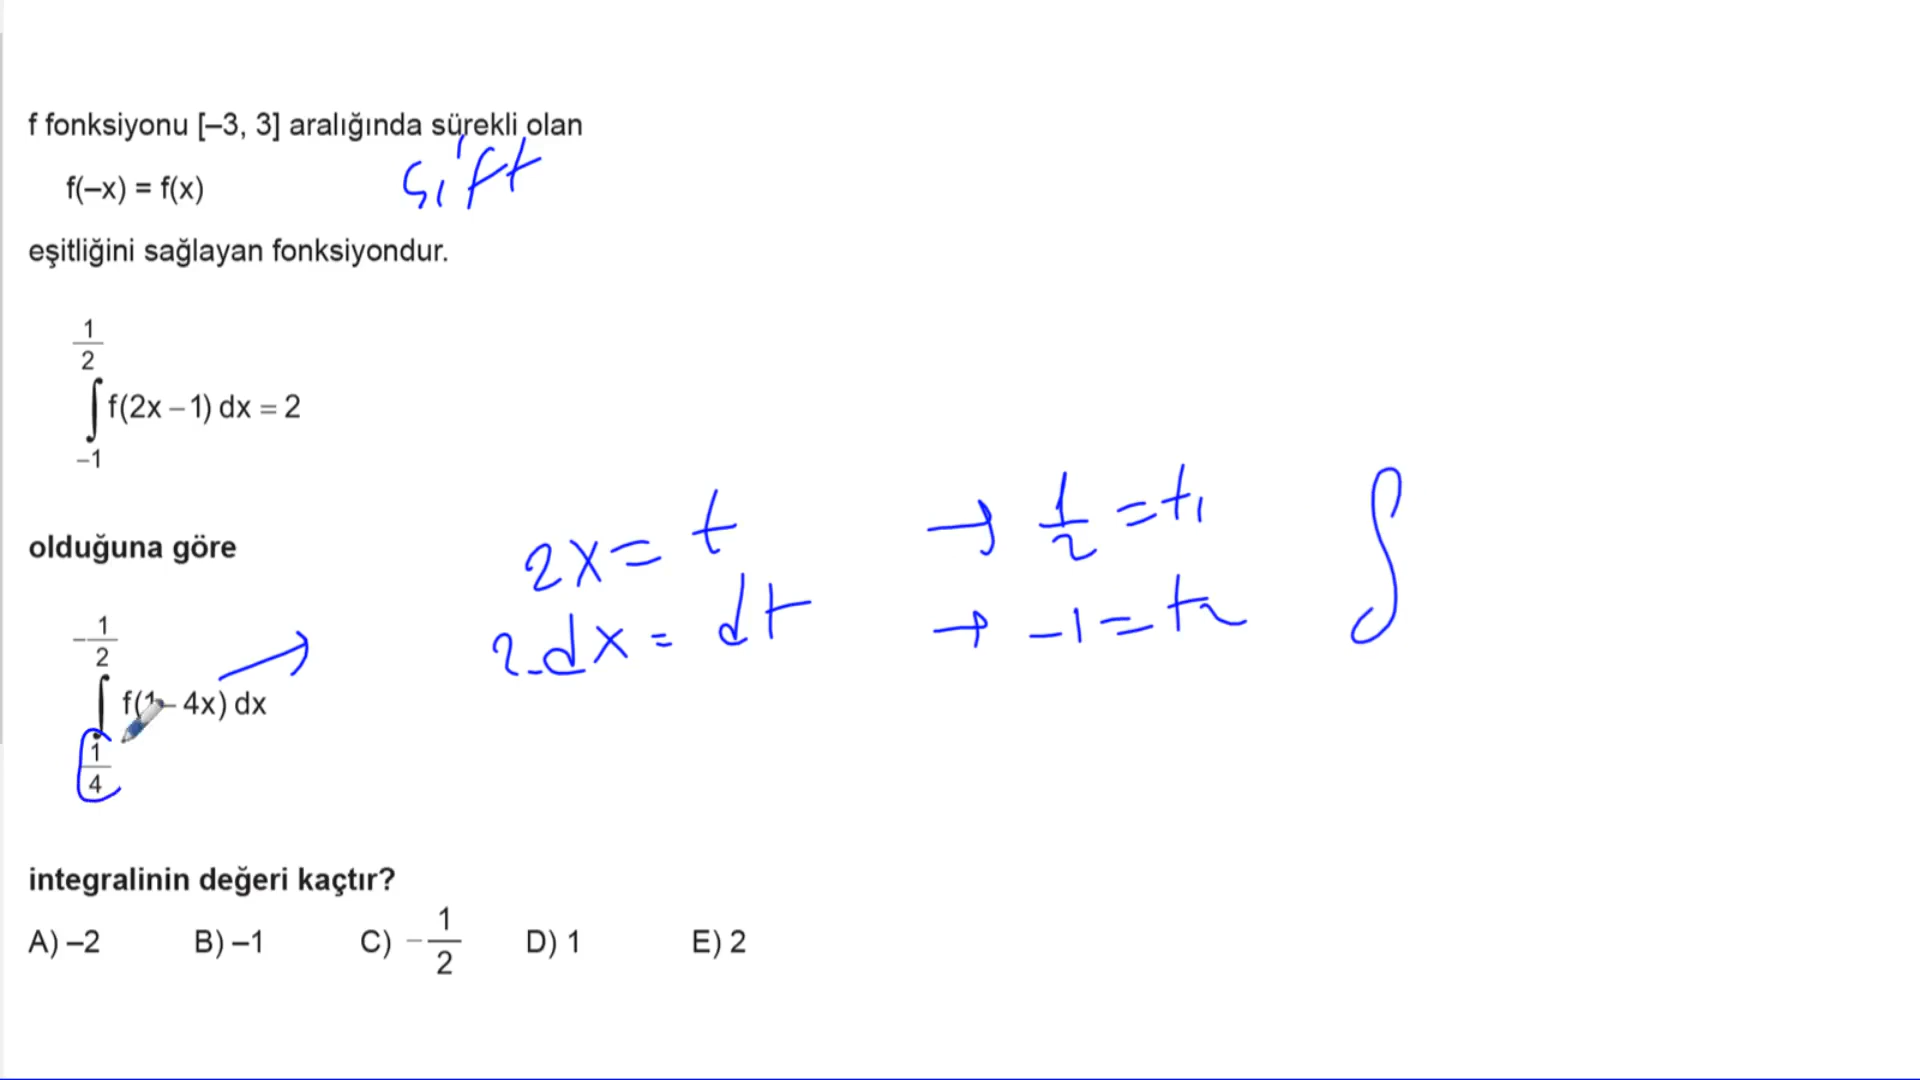 f fonksiyonu [–3, 3] aralığında sürekli olan
f(–x) = f(x)
çift
eşitliğini sağlayan fonksiyondur.
1
2
∫ f(2x – 1) dx = 2
–1
olduğuna göre
2x = t
→ 1/2 = t₁
∫
2.dx = dt
→ -1 = t₂
- 1
2
∫ f(1 – 4x) dx
1
4
integralinin değeri kaçtır?
A) –2 B) –1 C) - 1/2 D) 1 E) 2